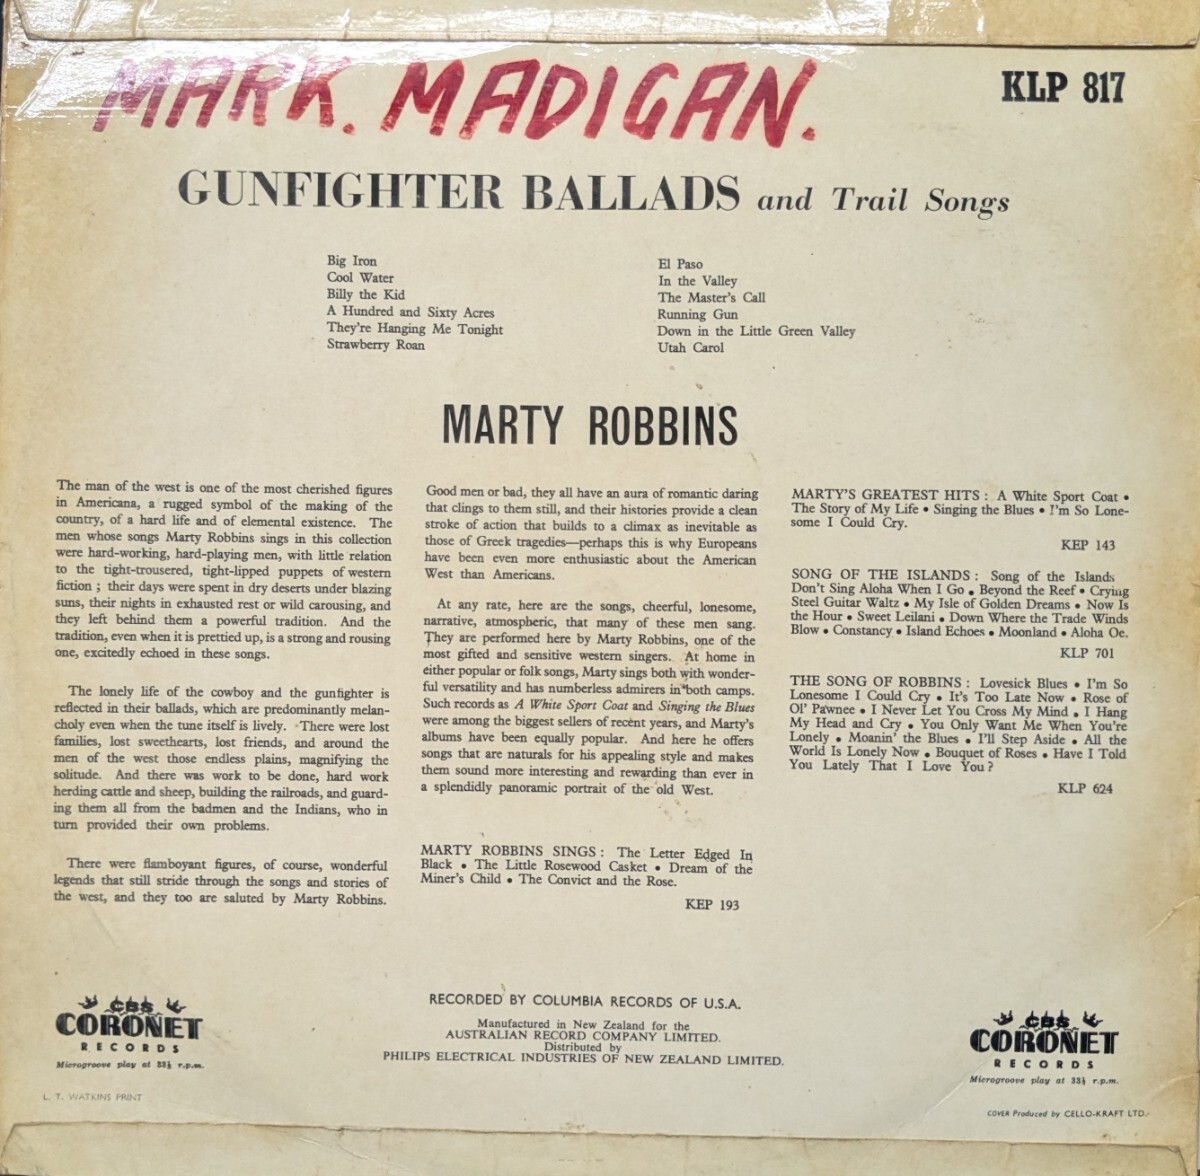 MARK. MADIGAN.
KLP 817
GUNFIGHTER BALLADS and Trail Songs
Big Iron
Cool Water
Billy the Kid
A Hundred and Sixty Acres
They're Hanging Me Tonight
Strawberry Roan
El Paso
In the Valley
The Master's Call
Running Gun
Down in the Little Green Valley
Utah Carol
MARTY ROBBINS
The man of the west is one of the most cherished figures
in Americana, a rugged symbol of the making of the
country, of a hard life and of elemental existence. The
men whose songs Marty Robbins sings in this collection
were hard-working, hard-playing men, with little relation
to the tight-trousered, tight-lipped puppets of western
fiction ; their days were spent in dry deserts under blazing
suns, their nights in exhausted rest or wild carousing, and
they left behind them a powerful tradition. And the
tradition, even when it is prettied up, is a strong and rousing
one, excitedly echoed in these songs.
The lonely life of the cowboy and the gunfighter is
reflected in their ballads, which are predominantly melan-
choly even when the tune itself is lively. There were lost
families, lost sweethearts, lost friends, and around the
men of the west those endless plains, magnifying the
solitude. And there was work to be done, hard work
herding cattle and sheep, building the railroads, and guard-
ing them all from the badmen and the Indians, who in
turn provided their own problems.
There were flamboyant figures, of course, wonderful
legends that still stride through the songs and stories of
the west, and they too are saluted by Marty Robbins.
Good men or bad, they all have an aura of romantic daring
that clings to them still, and their histories provide a clean
stroke of action that builds to a climax as inevitable as
those of Greek tragedies—perhaps this is why Europeans
have been even more enthusiastic about the American
West than Americans.
At any rate, here are the songs, cheerful, lonesome,
narrative, atmospheric, that many of these men sang.
They are performed here by Marty Robbins, one of the
most gifted and sensitive western singers. At home in
either popular or folk songs, Marty sings both with wonder-
ful versatility and has numberless admirers in both camps.
Such records as A White Sport Coat and Singing the Blues
were among the biggest sellers of recent years, and Marty's
albums have been equally popular. And here he offers
songs that are naturals for his appealing style and makes
them sound more interesting and rewarding than ever in
a splendidly panoramic portrait of the old West.
MARTY ROBBINS SINGS : The Letter Edged In
Black • The Little Rosewood Casket • Dream of the
Miner's Child • The Convict and the Rose.
KEP 193
MARTY'S GREATEST HITS : A White Sport Coat •
The Story of My Life • Singing the Blues • I'm So Lone-
some I Could Cry.
KEP 143
SONG OF THE ISLANDS : Song of the Islands
Don't Sing Aloha When I Go • Beyond the Reef • Crying
Steel Guitar Waltz • My Isle of Golden Dreams • Now Is
the Hour • Sweet Leilani • Down Where the Trade Winds
Blow • Constancy • Island Echoes • Moonland • Aloha Oe.
KLP 701
THE SONG OF ROBBINS : Lovesick Blues • I'm So
Lonesome I Could Cry • It's Too Late Now • Rose of
Ol' Pawnee • I Never Let You Cross My Mind • I Hang
My Head and Cry • You Only Want Me When You're
Lonely • Moanin' the Blues • I'll Step Aside • All the
World Is Lonely Now • Bouquet of Roses • Have I Told
You Lately That I Love You ?
KLP 624
RECORDED BY COLUMBIA RECORDS OF U.S.A.
Manufactured in New Zealand for the
AUSTRALIAN RECORD COMPANY LIMITED.
Distributed by
PHILIPS ELECTRICAL INDUSTRIES OF NEW ZEALAND LIMITED.
CBS
CORONET
RECORDS
Microgroove play at 33⅓ r.p.m.
L. T. WATKINS PRINT
CBS
CORONET
RECORDS
Microgroove play at 33⅓ r.p.m.
COVER Produced by CELLO-KRAFT LTD.